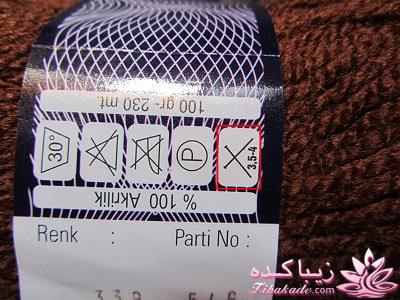 100 gr- 230 mt.
30°
P
3,5-4
% 100 Akrilik
Renk : Parti No :
زیباکده
Zibakade.com